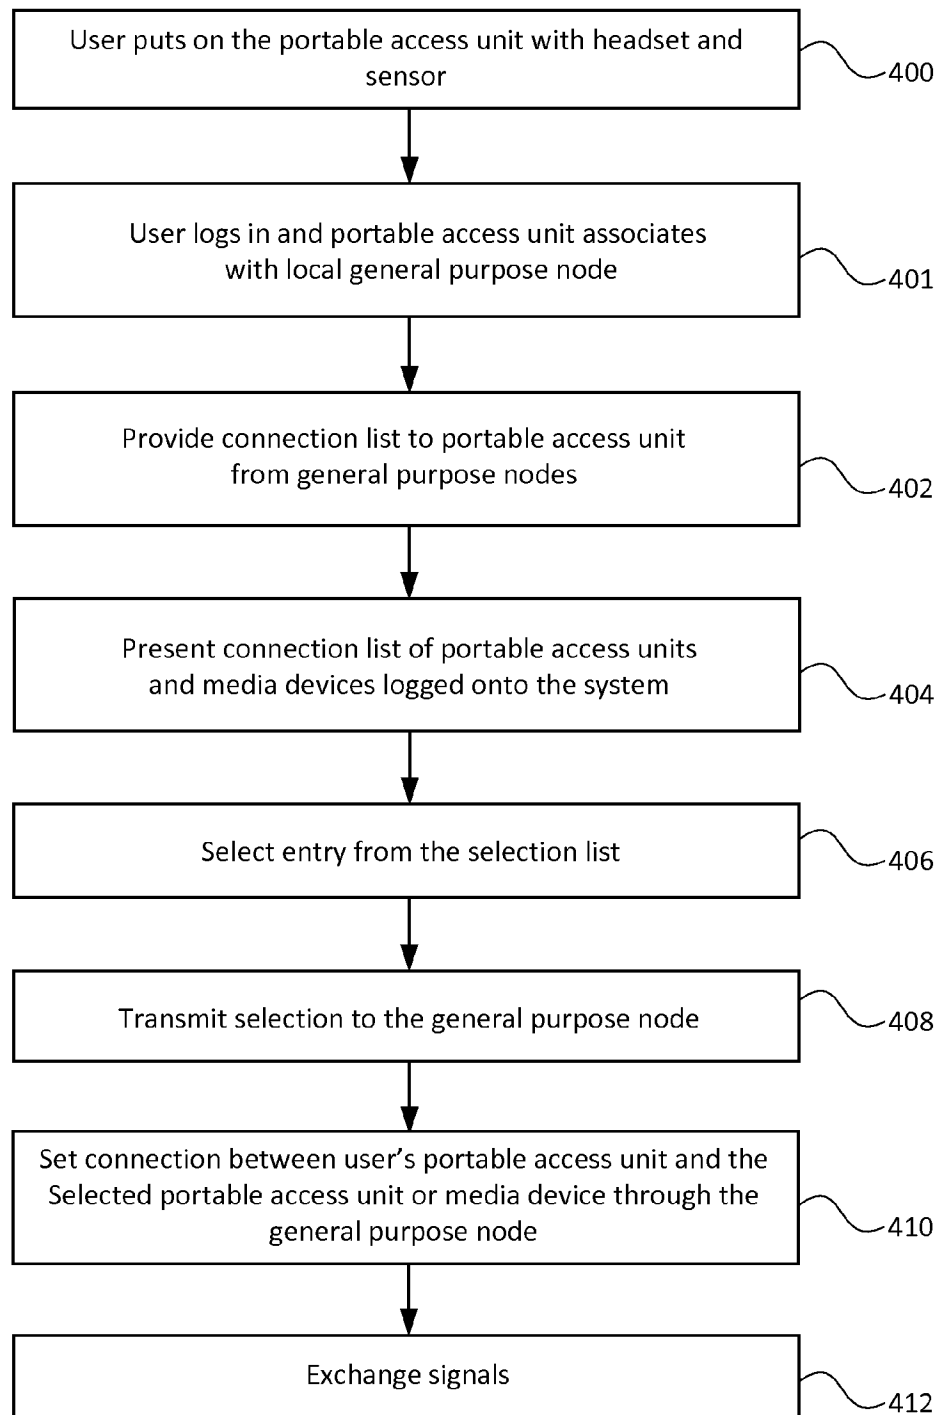 User puts on the portable access unit with headset and
sensor
400
User logs in and portable access unit associates
with local general purpose node
401
Provide connection list to portable access unit
from general purpose nodes
402
Present connection list of portable access units
and media devices logged onto the system
404
Select entry from the selection list
406
Transmit selection to the general purpose node
408
Set connection between user's portable access unit and the
Selected portable access unit or media device through the
general purpose node
410
Exchange signals
412